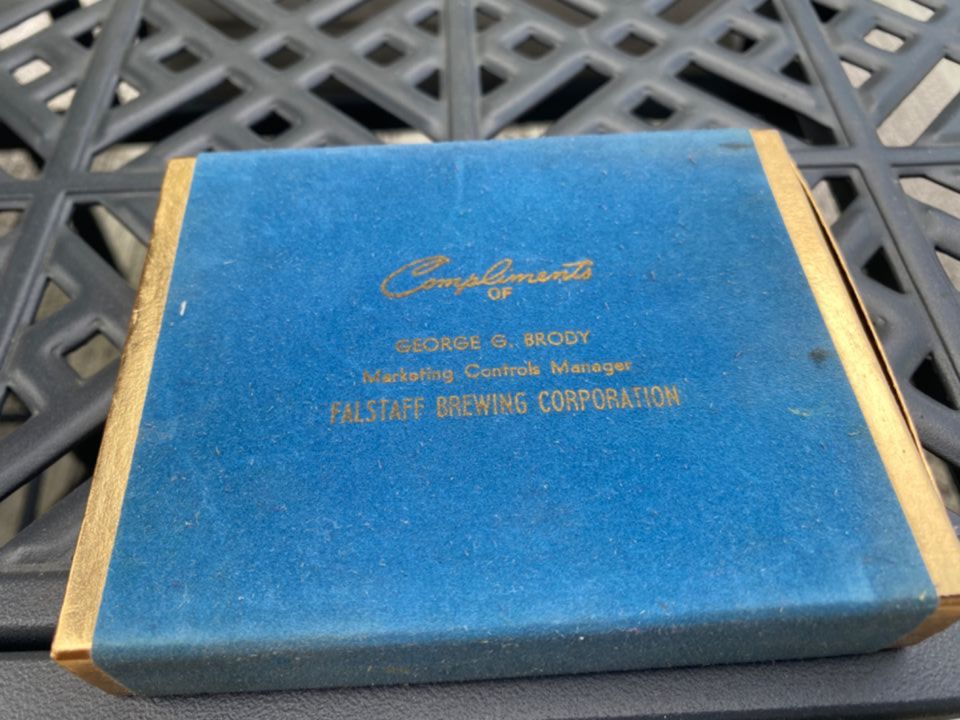 Compliments
OF
GEORGE G. BRODY
Marketing Controls Manager
FALSTAFF BREWING CORPORATION